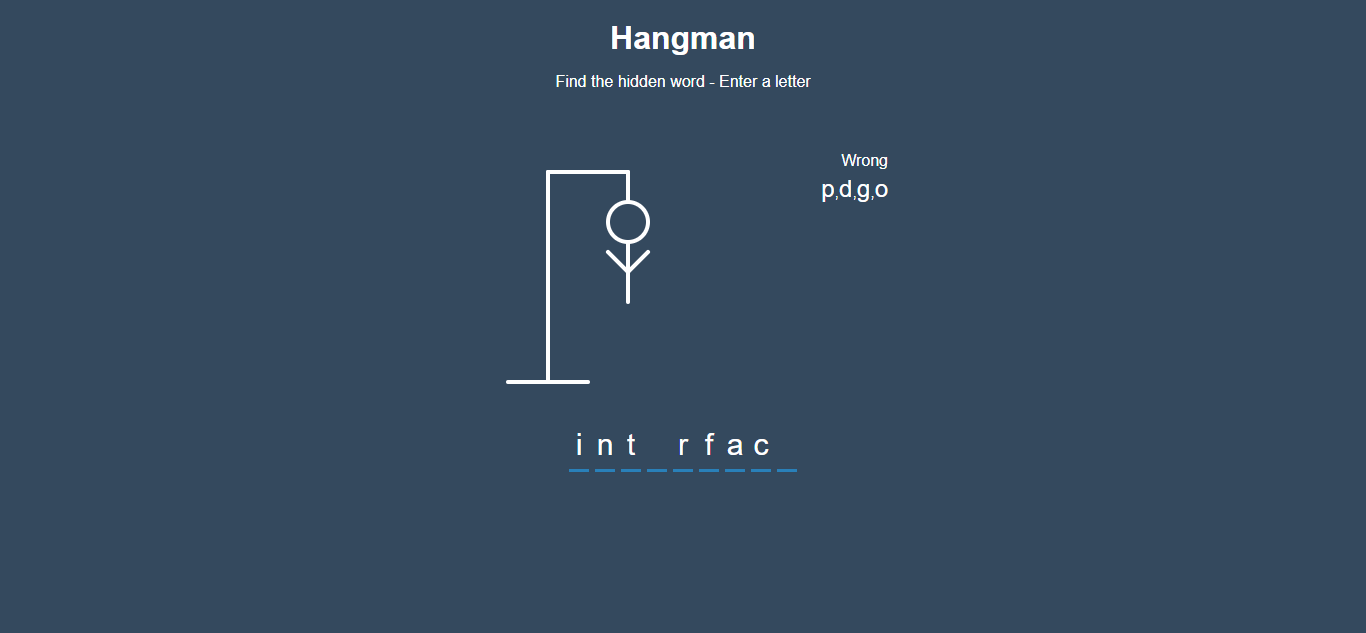 Hangman
Find the hidden word - Enter a letter
Wrong
p,d,g,o
i n t _ r f a c _